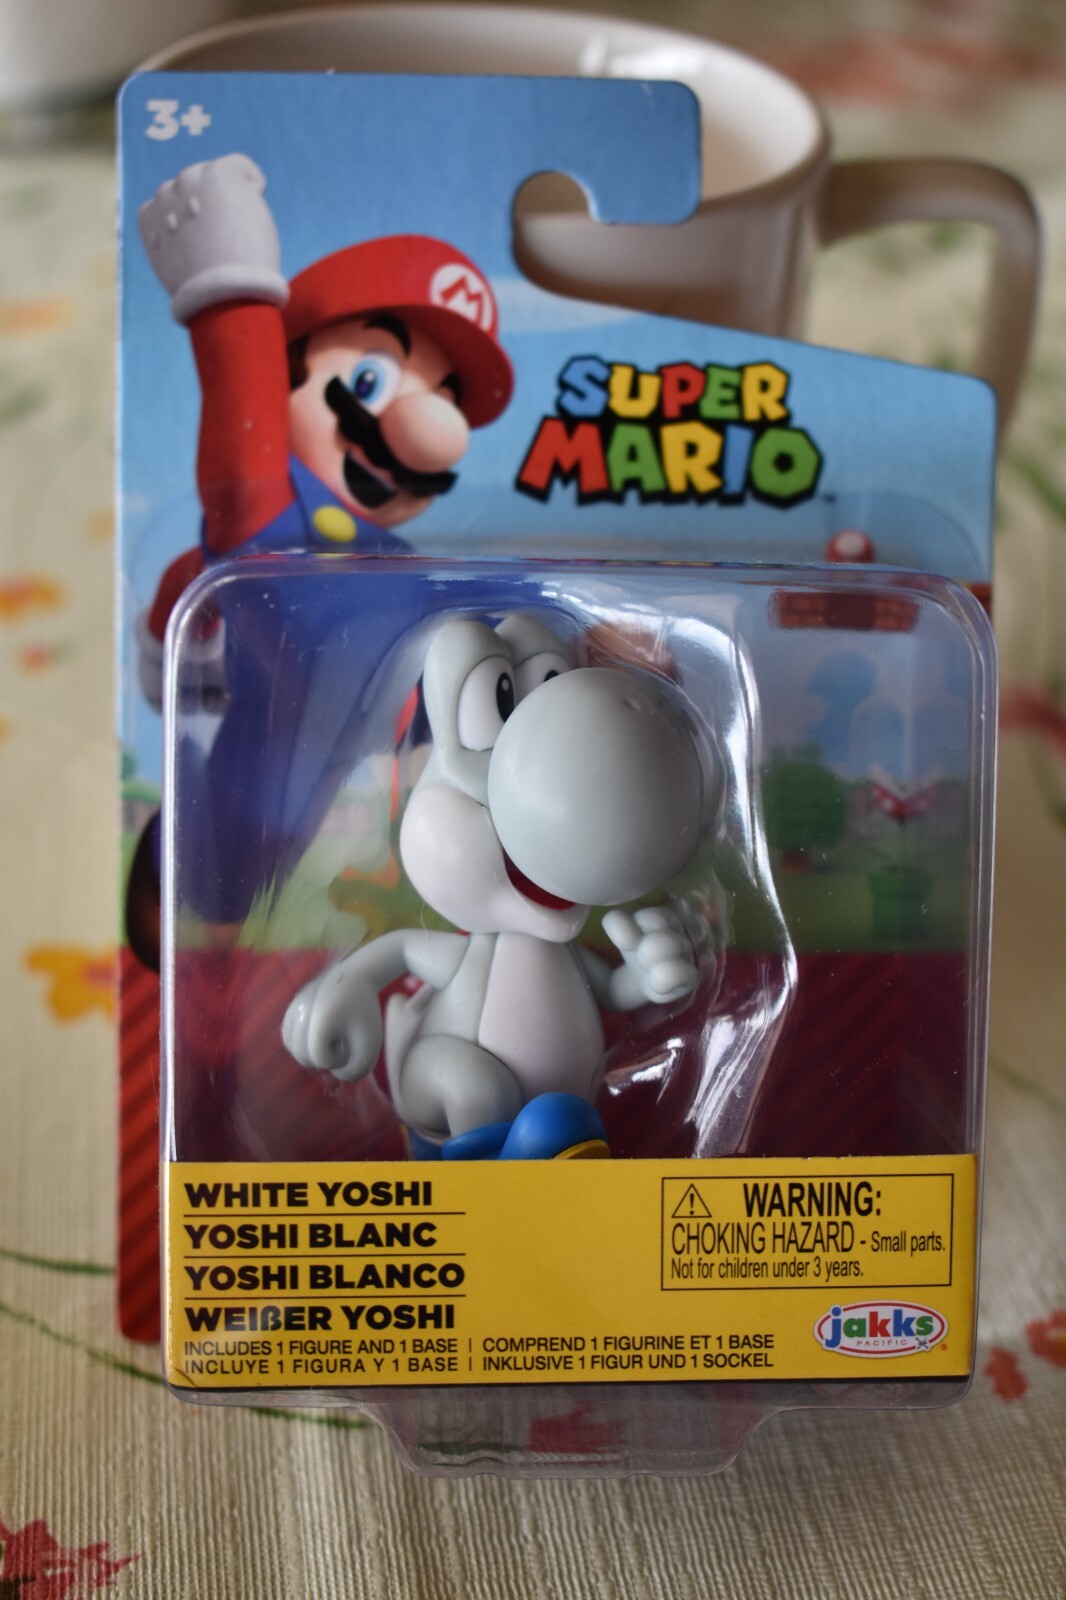 3+
M
SUPER
MARIO
™
WHITE YOSHI
YOSHI BLANC
YOSHI BLANCO
WEIßER YOSHI
INCLUDES 1 FIGURE AND 1 BASE | COMPREND 1 FIGURINE ET 1 BASE
INCLUYE 1 FIGURA Y 1 BASE | INKLUSIVE 1 FIGUR UND 1 SOCKEL
WARNING:
CHOKING HAZARD - Small parts.
Not for children under 3 years.
jakks
PACIFIC